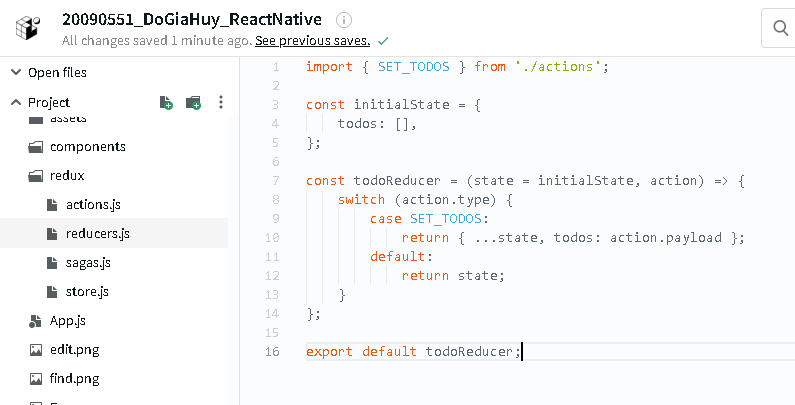 20090551_DoGiaHuy_ReactNative
All changes saved 1 minute ago. See previous saves.
Open files
Project
assets
components
redux
actions.js
reducers.js
sagas.js
store.js
App.js
edit.png
find.png
1 import { SET_TODOS } from './actions';
2
3 const initialState = {
4     todos: [],
5 };
6
7 const todoReducer = (state = initialState, action) => {
8     switch (action.type) {
9         case SET_TODOS:
10             return { ...state, todos: action.payload };
11         default:
12             return state;
13     }
14 };
15
16 export default todoReducer;